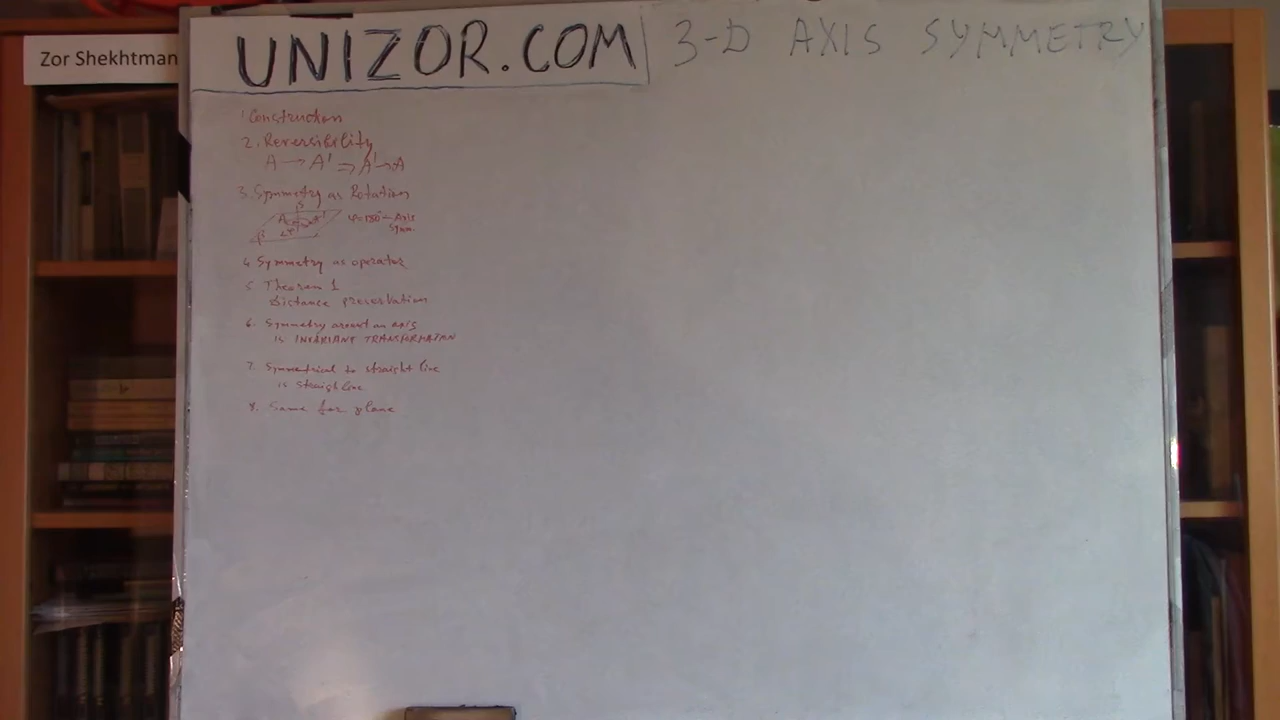 Zor Shekhtman
UNIZOR.COM
3-D AXIS SYMMETRY
1 Construction
2. Reversibility
A → A' ⇒ A' → A
3. Symmetry as Rotation
φ=180° – Axis
Symm.
4 Symmetry as operator
5 Theorem 1
Distance preservation
6. Symmetry around an axis
is INVARIANT TRANSFORMATION
7. Symmetrical to straight line
is straigh line
8. Same for plane